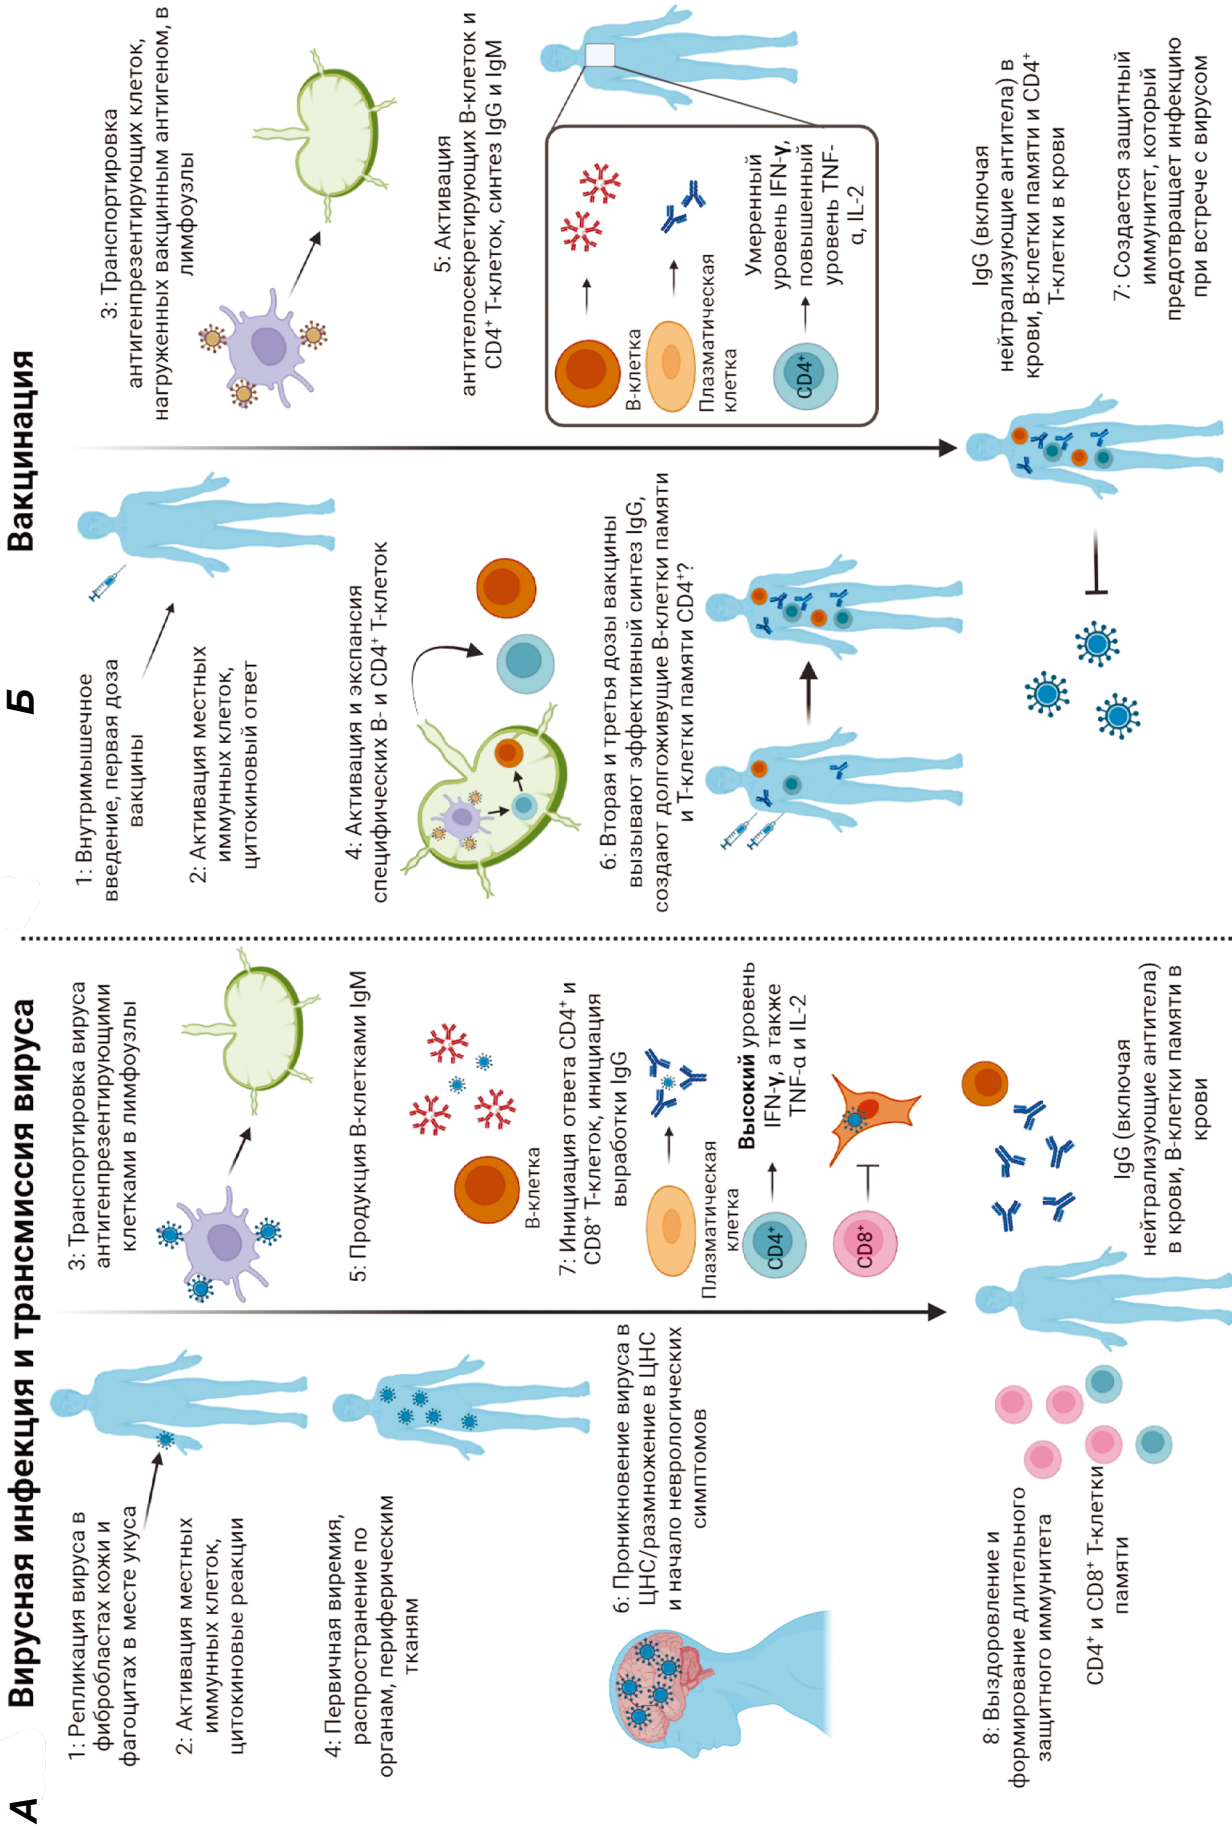 А Вирусная инфекция и трансмиссия вируса
1: Репликация вируса в
фибробластах кожи и
фагоцитах в месте укуса
2: Активация местных
иммунных клеток,
цитокиновые реакции
3: Транспортировка вируса
антигенпрезентирующими
клетками в лимфоузлы
4: Первичная виремия,
распространение по
органам, периферическим
тканям
5: Продукция В-клетками IgM
В-клетка
6: Проникновение вируса в
ЦНС/размножение в ЦНС
и начало неврологических
симптомов
7: Инициация ответа CD4⁺ и
CD8⁺ Т-клеток, инициация
выработки IgG
Плазматическая
клетка
CD4⁺
Высокий уровень
IFN-γ, а также
TNF-α и IL-2
CD8⁺
8: Выздоровление и
формирование длительного
защитного иммунитета
CD4⁺ и CD8⁺ Т-клетки
памяти
IgG (включая
нейтрализующие антитела)
в крови, В-клетки памяти в
крови
Б Вакцинация
1: Внутримышечное
введение, первая доза
вакцины
2: Активация местных
иммунных клеток,
цитокиновый ответ
3: Транспортировка
антигенпрезентирующих клеток,
нагруженных вакцинным антигеном, в
лимфоузлы
4: Активация и экспансия
специфических В- и CD4⁺ Т-клеток
5: Активация
антителосекретирующих В-клеток и
CD4⁺ Т-клеток, синтез IgG и IgM
В-клетка
Плазматическая
клетка
CD4⁺
Умеренный
уровень IFN-γ,
повышенный
уровень TNF-
α, IL-2
6: Вторая и третья дозы вакцины
вызывают эффективный синтез IgG,
создают долгоживущие В-клетки памяти
и Т-клетки памяти CD4⁺?
IgG (включая
нейтрализующие антитела) в
крови, В-клетки памяти и CD4⁺
Т-клетки в крови
7: Создается защитный
иммунитет, который
предотвращает инфекцию
при встрече с вирусом